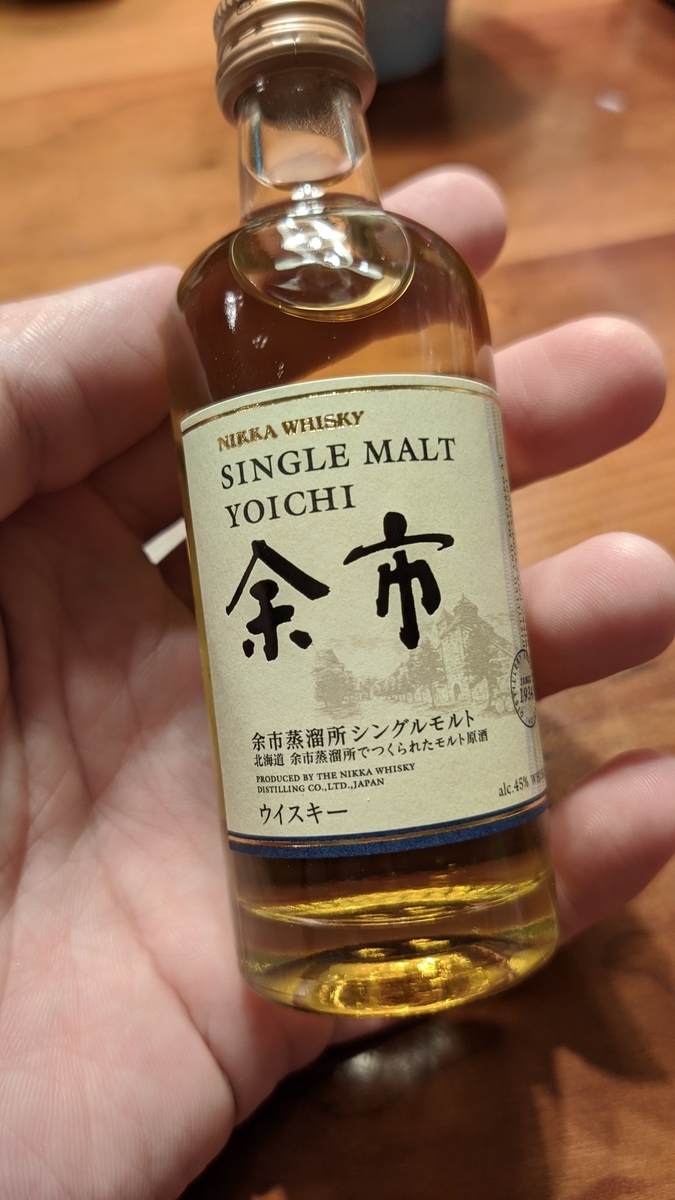 NIKKA WHISKY
SINGLE MALT
YOICHI
余市
余市蒸溜所シングルモルト
北海道 余市蒸溜所でつくられたモルト原酒
PRODUCED BY THE NIKKA WHISKY
DISTILLING CO.,LTD.,JAPAN
ウイスキー
alc.45%